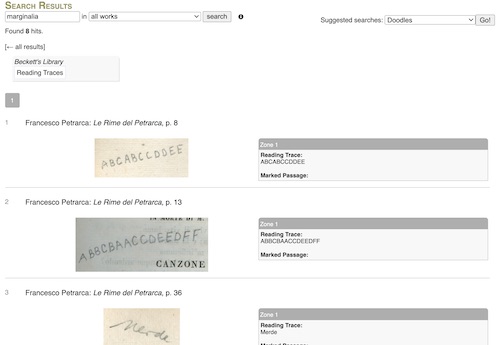 SEARCH RESULTS
marginalia in all works search
Suggested searches: Doodles Go!
Found 8 hits.
[← all results]
Beckett's Library
Reading Traces
1
1 Francesco Petrarca: Le Rime del Petrarca, p. 8
ABCABCCDDEE
Zone 1
Reading Trace:
ABCABCCDDEE
Marked Passage:
2 Francesco Petrarca: Le Rime del Petrarca, p. 13
IN MORTE DI M.
ABBCBAACCDEEDFF
CANZONE
Zone 1
Reading Trace:
ABBCBAACCDEEDFF
Marked Passage:
3 Francesco Petrarca: Le Rime del Petrarca, p. 36
Merde
Zone 1
Reading Trace:
Merde
Marked Passage: